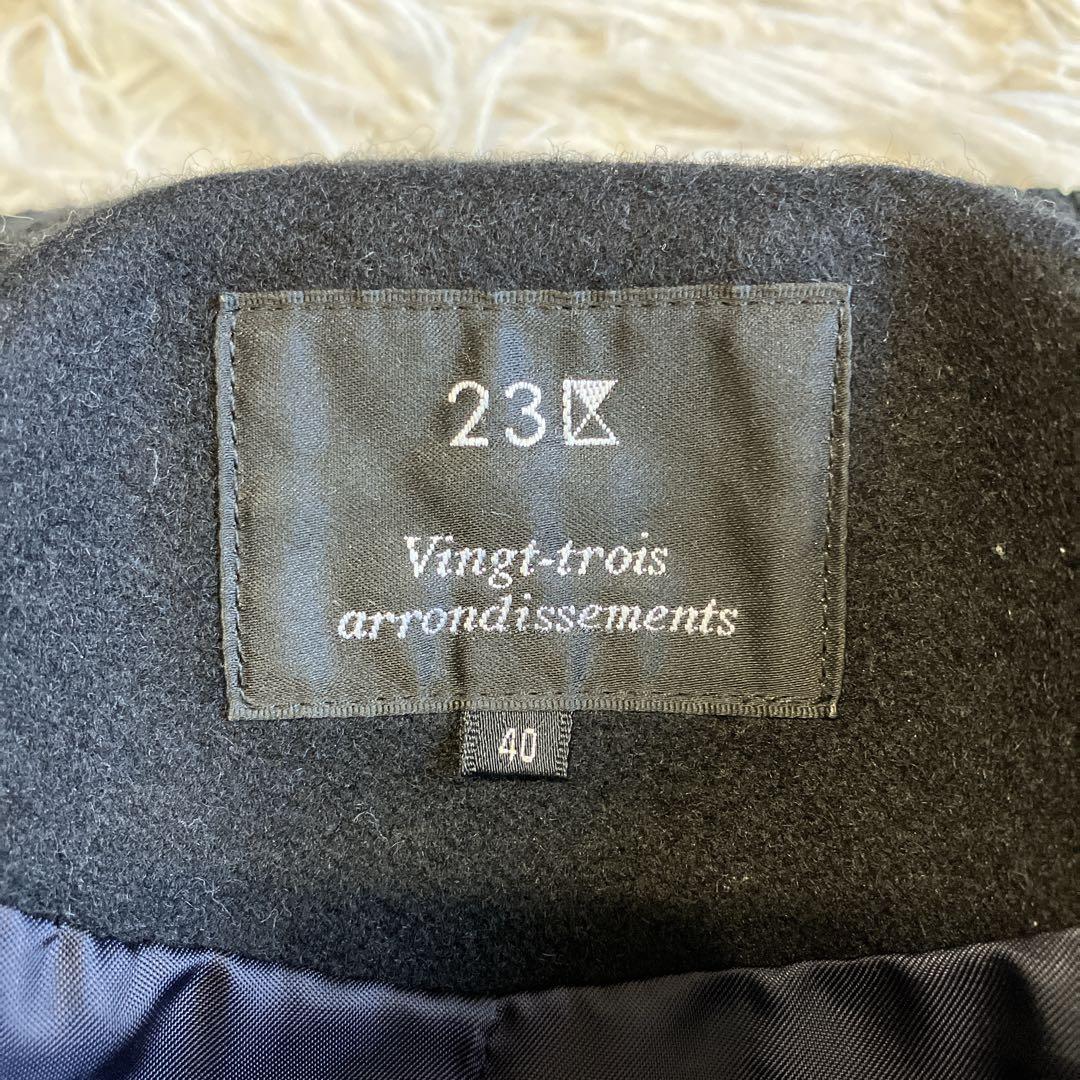 23区
Vingt-trois
arrondissements
40